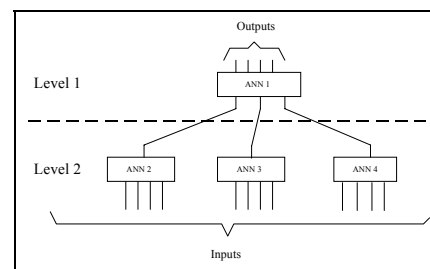 Outputs
Level 1
ANN 1
Level 2
ANN 2 ANN 3 ANN 4
Inputs